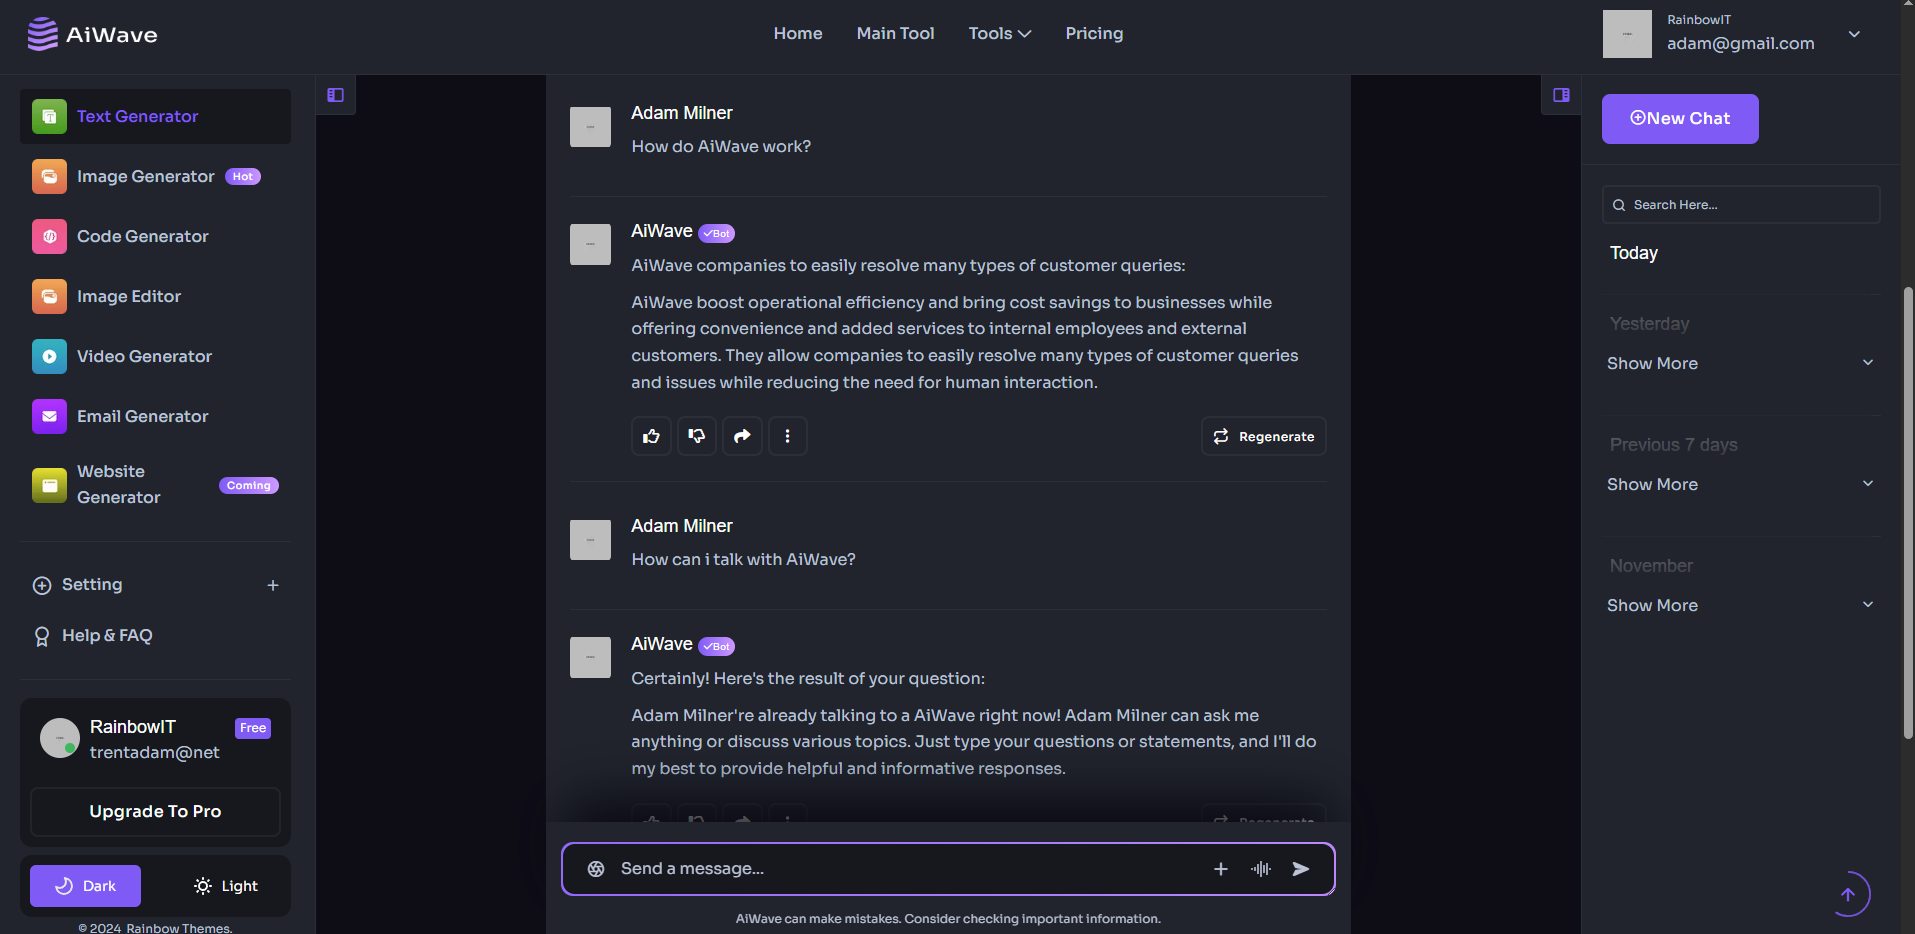 AiWave
Home
Main Tool
Tools
Pricing
RainbowIT
adam@gmail.com
Text Generator
Image Generator
Hot
Code Generator
Image Editor
Video Generator
Email Generator
Website
Generator
Coming
Setting
Help & FAQ
RainbowIT
Free
trentadam@net
Upgrade To Pro
Dark
Light
© 2024 Rainbow Themes.
Adam Milner
How do AiWave work?
AiWave
Bot
AiWave companies to easily resolve many types of customer queries:
AiWave boost operational efficiency and bring cost savings to businesses while
offering convenience and added services to internal employees and external
customers. They allow companies to easily resolve many types of customer queries
and issues while reducing the need for human interaction.
Regenerate
Adam Milner
How can i talk with AiWave?
AiWave
Bot
Certainly! Here's the result of your question:
Adam Milner're already talking to a AiWave right now! Adam Milner can ask me
anything or discuss various topics. Just type your questions or statements, and I'll do
my best to provide helpful and informative responses.
Regenerate
Send a message...
AiWave can make mistakes. Consider checking important information.
New Chat
Search Here...
Today
Yesterday
Show More
Previous 7 days
Show More
November
Show More